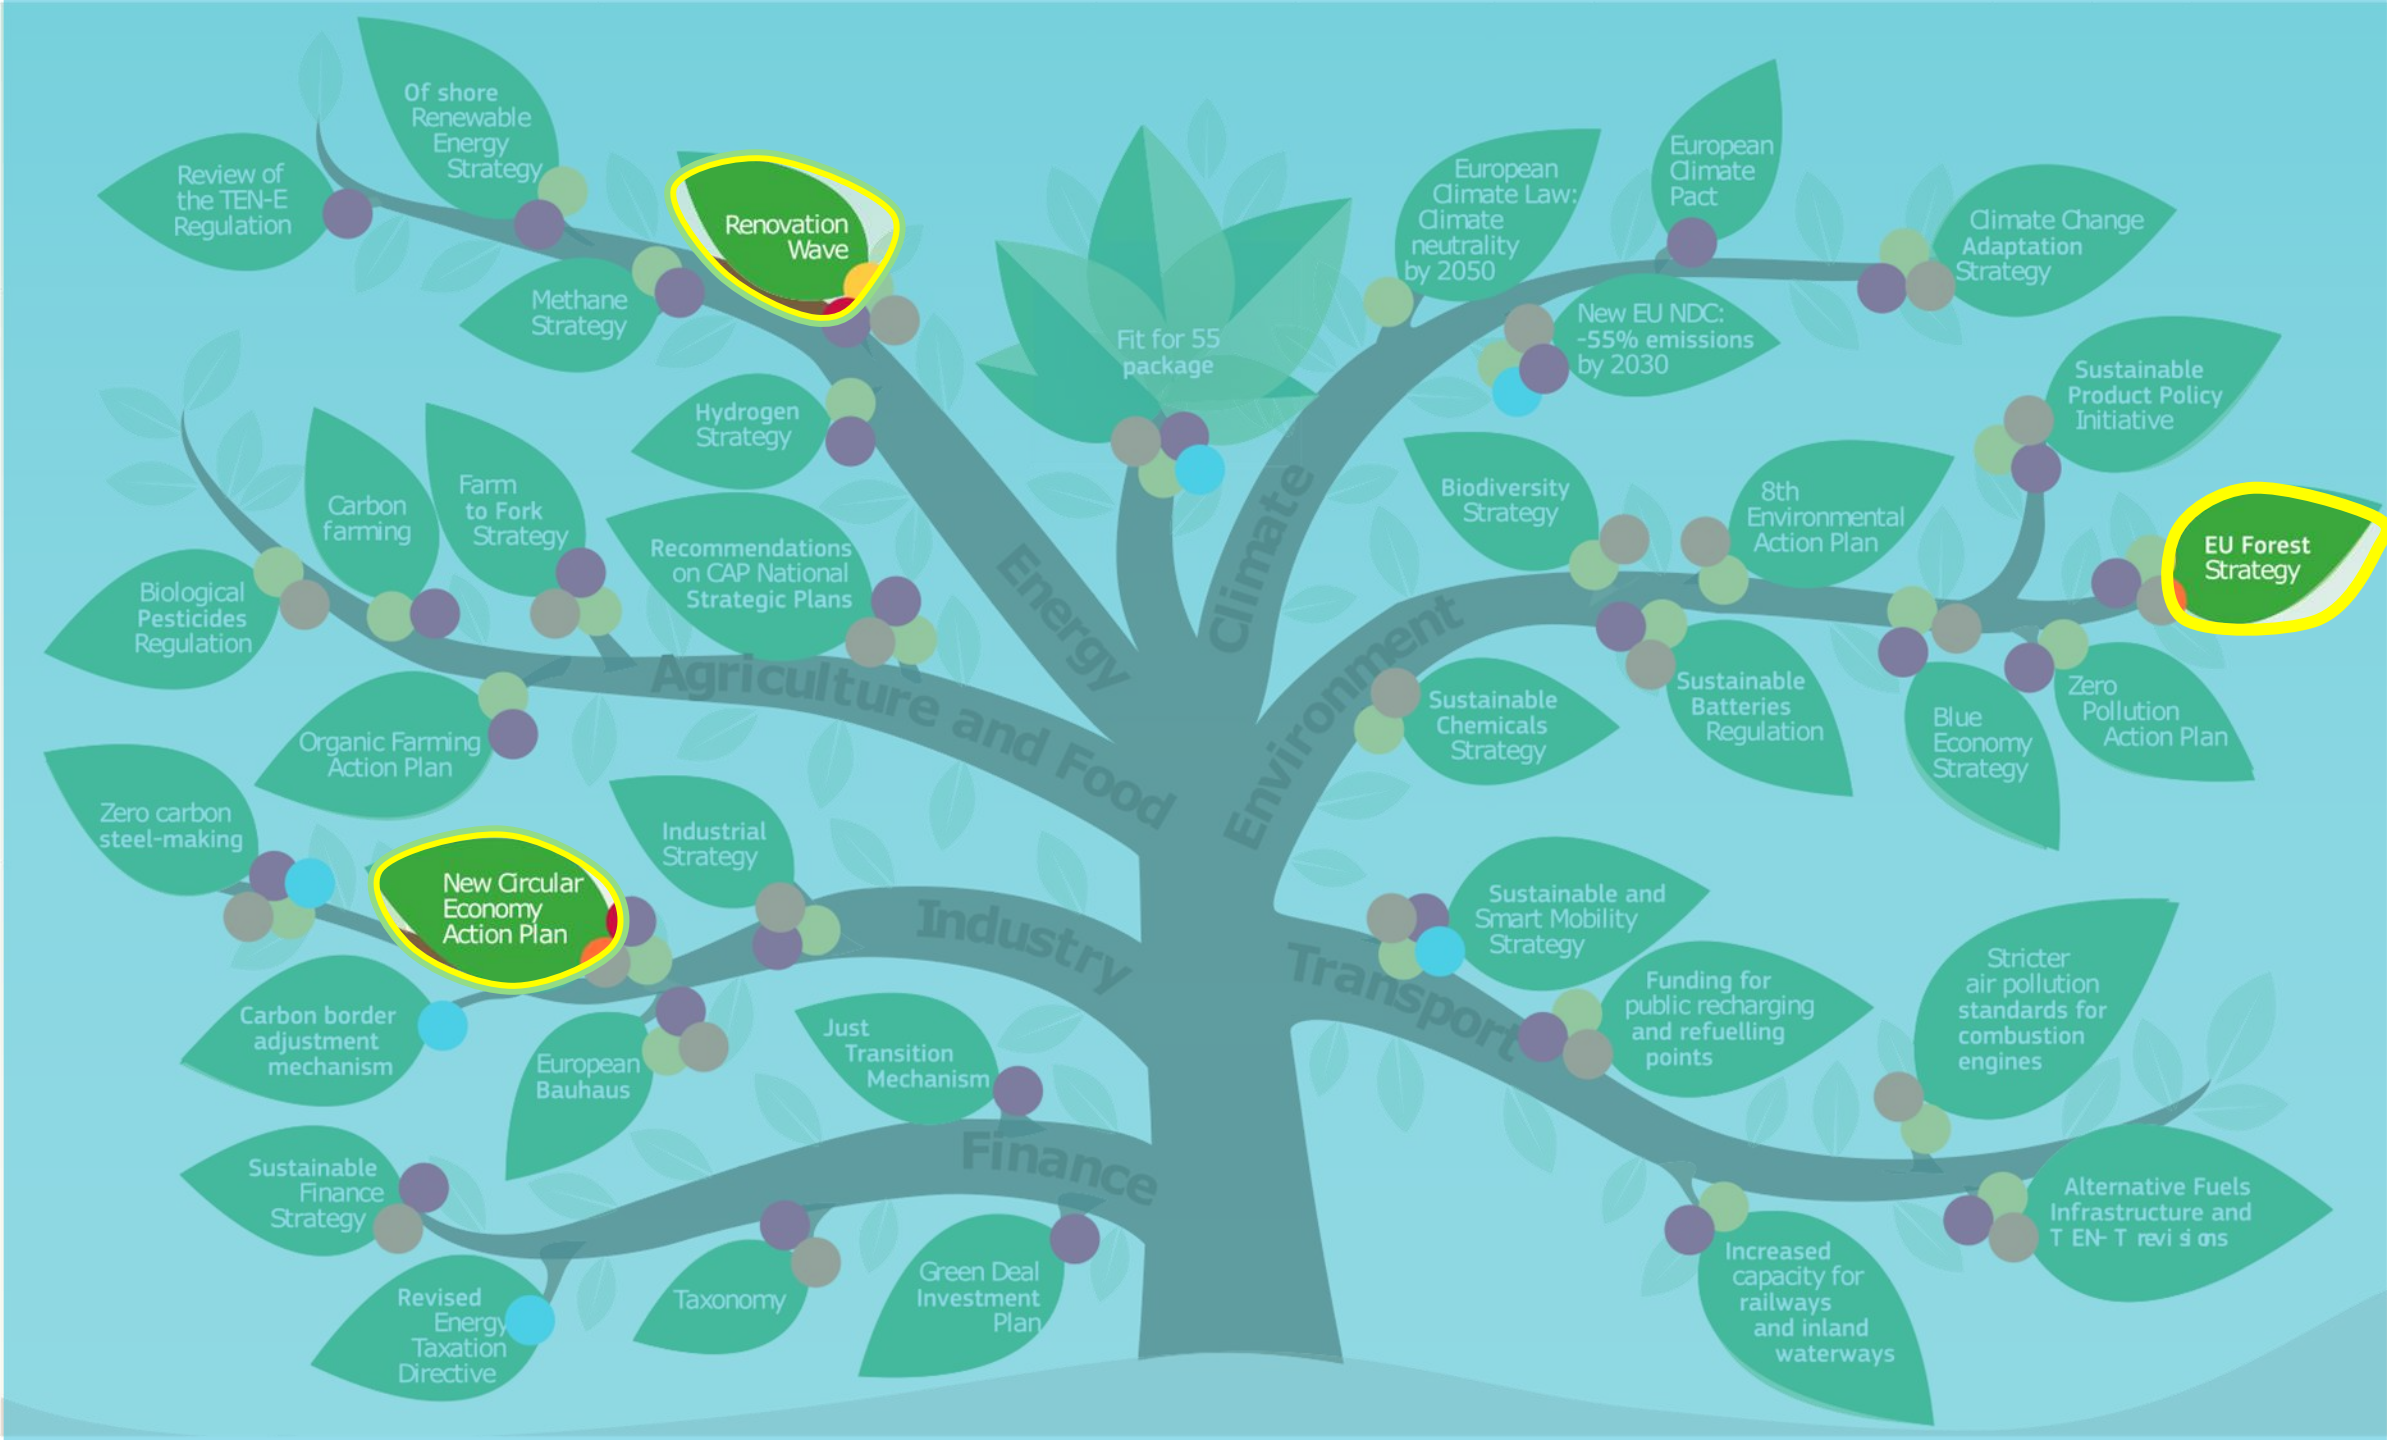 Of shore
Renewable
Energy
Strategy
Review of
the TEN-E
Regulation
Renovation
Wave
Methane
Strategy
Hydrogen
Strategy
Fit for 55
package
European
Climate Law:
Climate
neutrality
by 2050
European
Climate
Pact
Climate Change
Adaptation
Strategy
New EU NDC:
-55% emissions
by 2030
Sustainable
Product Policy
Initiative
Carbon
farming
Farm
to Fork
Strategy
Recommendations
on CAP National
Strategic Plans
Biological
Pesticides
Regulation
Organic Farming
Action Plan
Energy
Climate
Agriculture and Food
Environment
Biodiversity
Strategy
8th
Environmental
Action Plan
EU Forest
Strategy
Sustainable
Chemicals
Strategy
Sustainable
Batteries
Regulation
Blue
Economy
Strategy
Zero
Pollution
Action Plan
Zero carbon
steel-making
New Circular
Economy
Action Plan
Industrial
Strategy
Industry
Carbon border
adjustment
mechanism
European
Bauhaus
Just
Transition
Mechanism
Finance
Sustainable
Finance
Strategy
Revised
Energy
Taxation
Directive
Taxonomy
Green Deal
Investment
Plan
Transport
Sustainable and
Smart Mobility
Strategy
Funding for
public recharging
and refuelling
points
Stricter
air pollution
standards for
combustion
engines
Increased
capacity for
railways
and inland
waterways
Alternative Fuels
Infrastructure and
T EN- T revisions